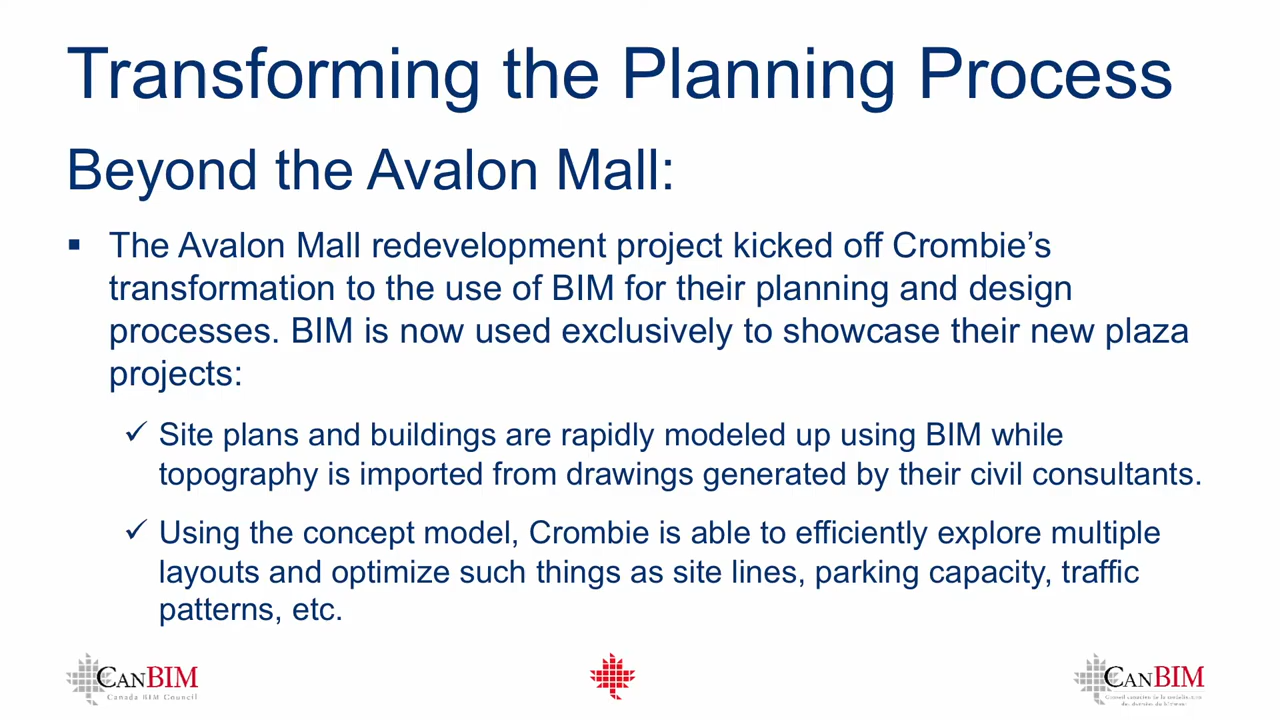 Transforming the Planning Process
Beyond the Avalon Mall:
▪ The Avalon Mall redevelopment project kicked off Crombie’s
transformation to the use of BIM for their planning and design
processes. BIM is now used exclusively to showcase their new plaza
projects:
✓ Site plans and buildings are rapidly modeled up using BIM while
topography is imported from drawings generated by their civil consultants.
✓ Using the concept model, Crombie is able to efficiently explore multiple
layouts and optimize such things as site lines, parking capacity, traffic
patterns, etc.
CANBIM
Canada BIM Council
CANBIM